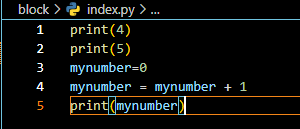 block > index.py > ...
1 print(4)
2 print(5)
3 mynumber=0
4 mynumber = mynumber + 1
5 print(mynumber)